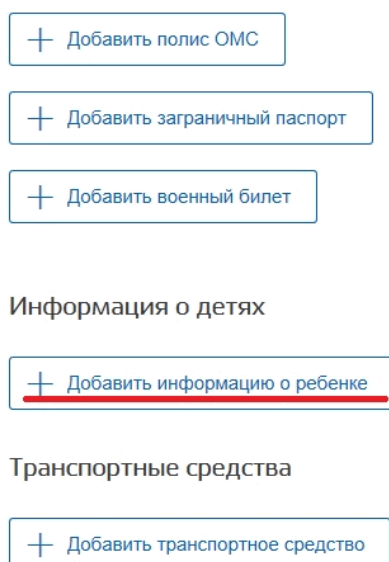 Добавить полис ОМС
Добавить заграничный паспорт
Добавить военный билет
Информация о детях
Добавить информацию о ребенке
Транспортные средства
Добавить транспортное средство